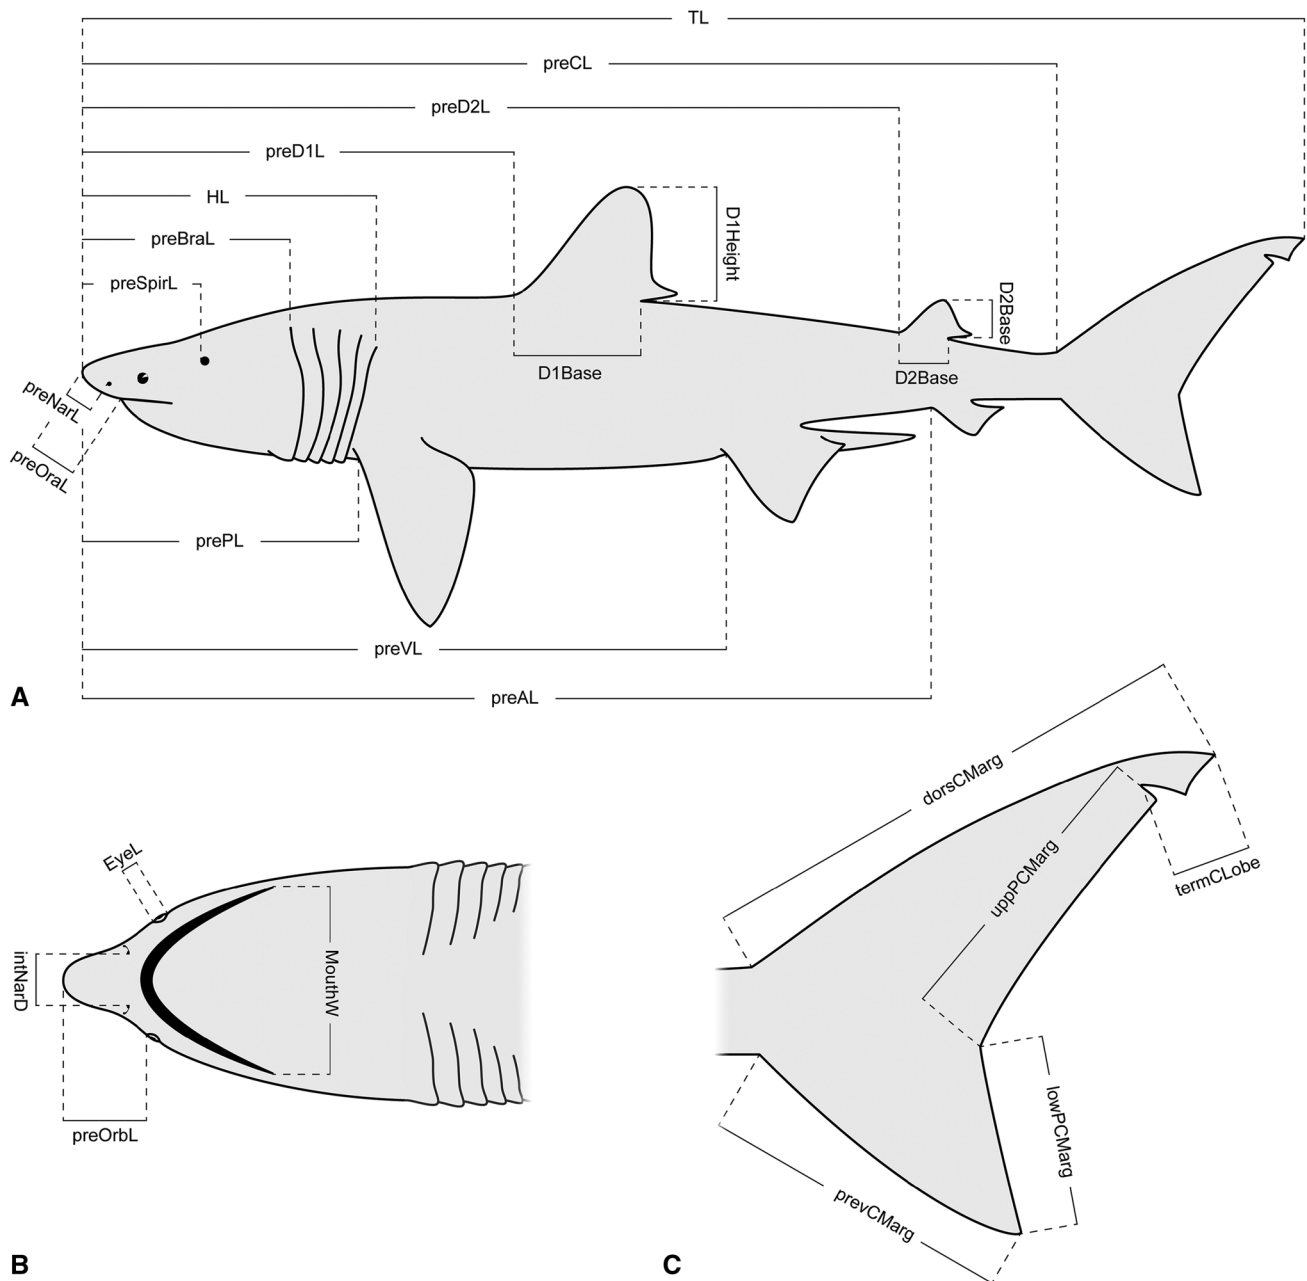 TL
preCL
preD2L
preD1L
HL
preBraL
preSpirL
D1Height
D2Base
D1Base
D2Base
preNarL
preOraL
prePL
preVL
preAL
A
EyeL
intNarD
MouthW
preOrbL
B
dorsCMarg
uppPCMarg
termCLobe
lowPCMarg
prevCMarg
C